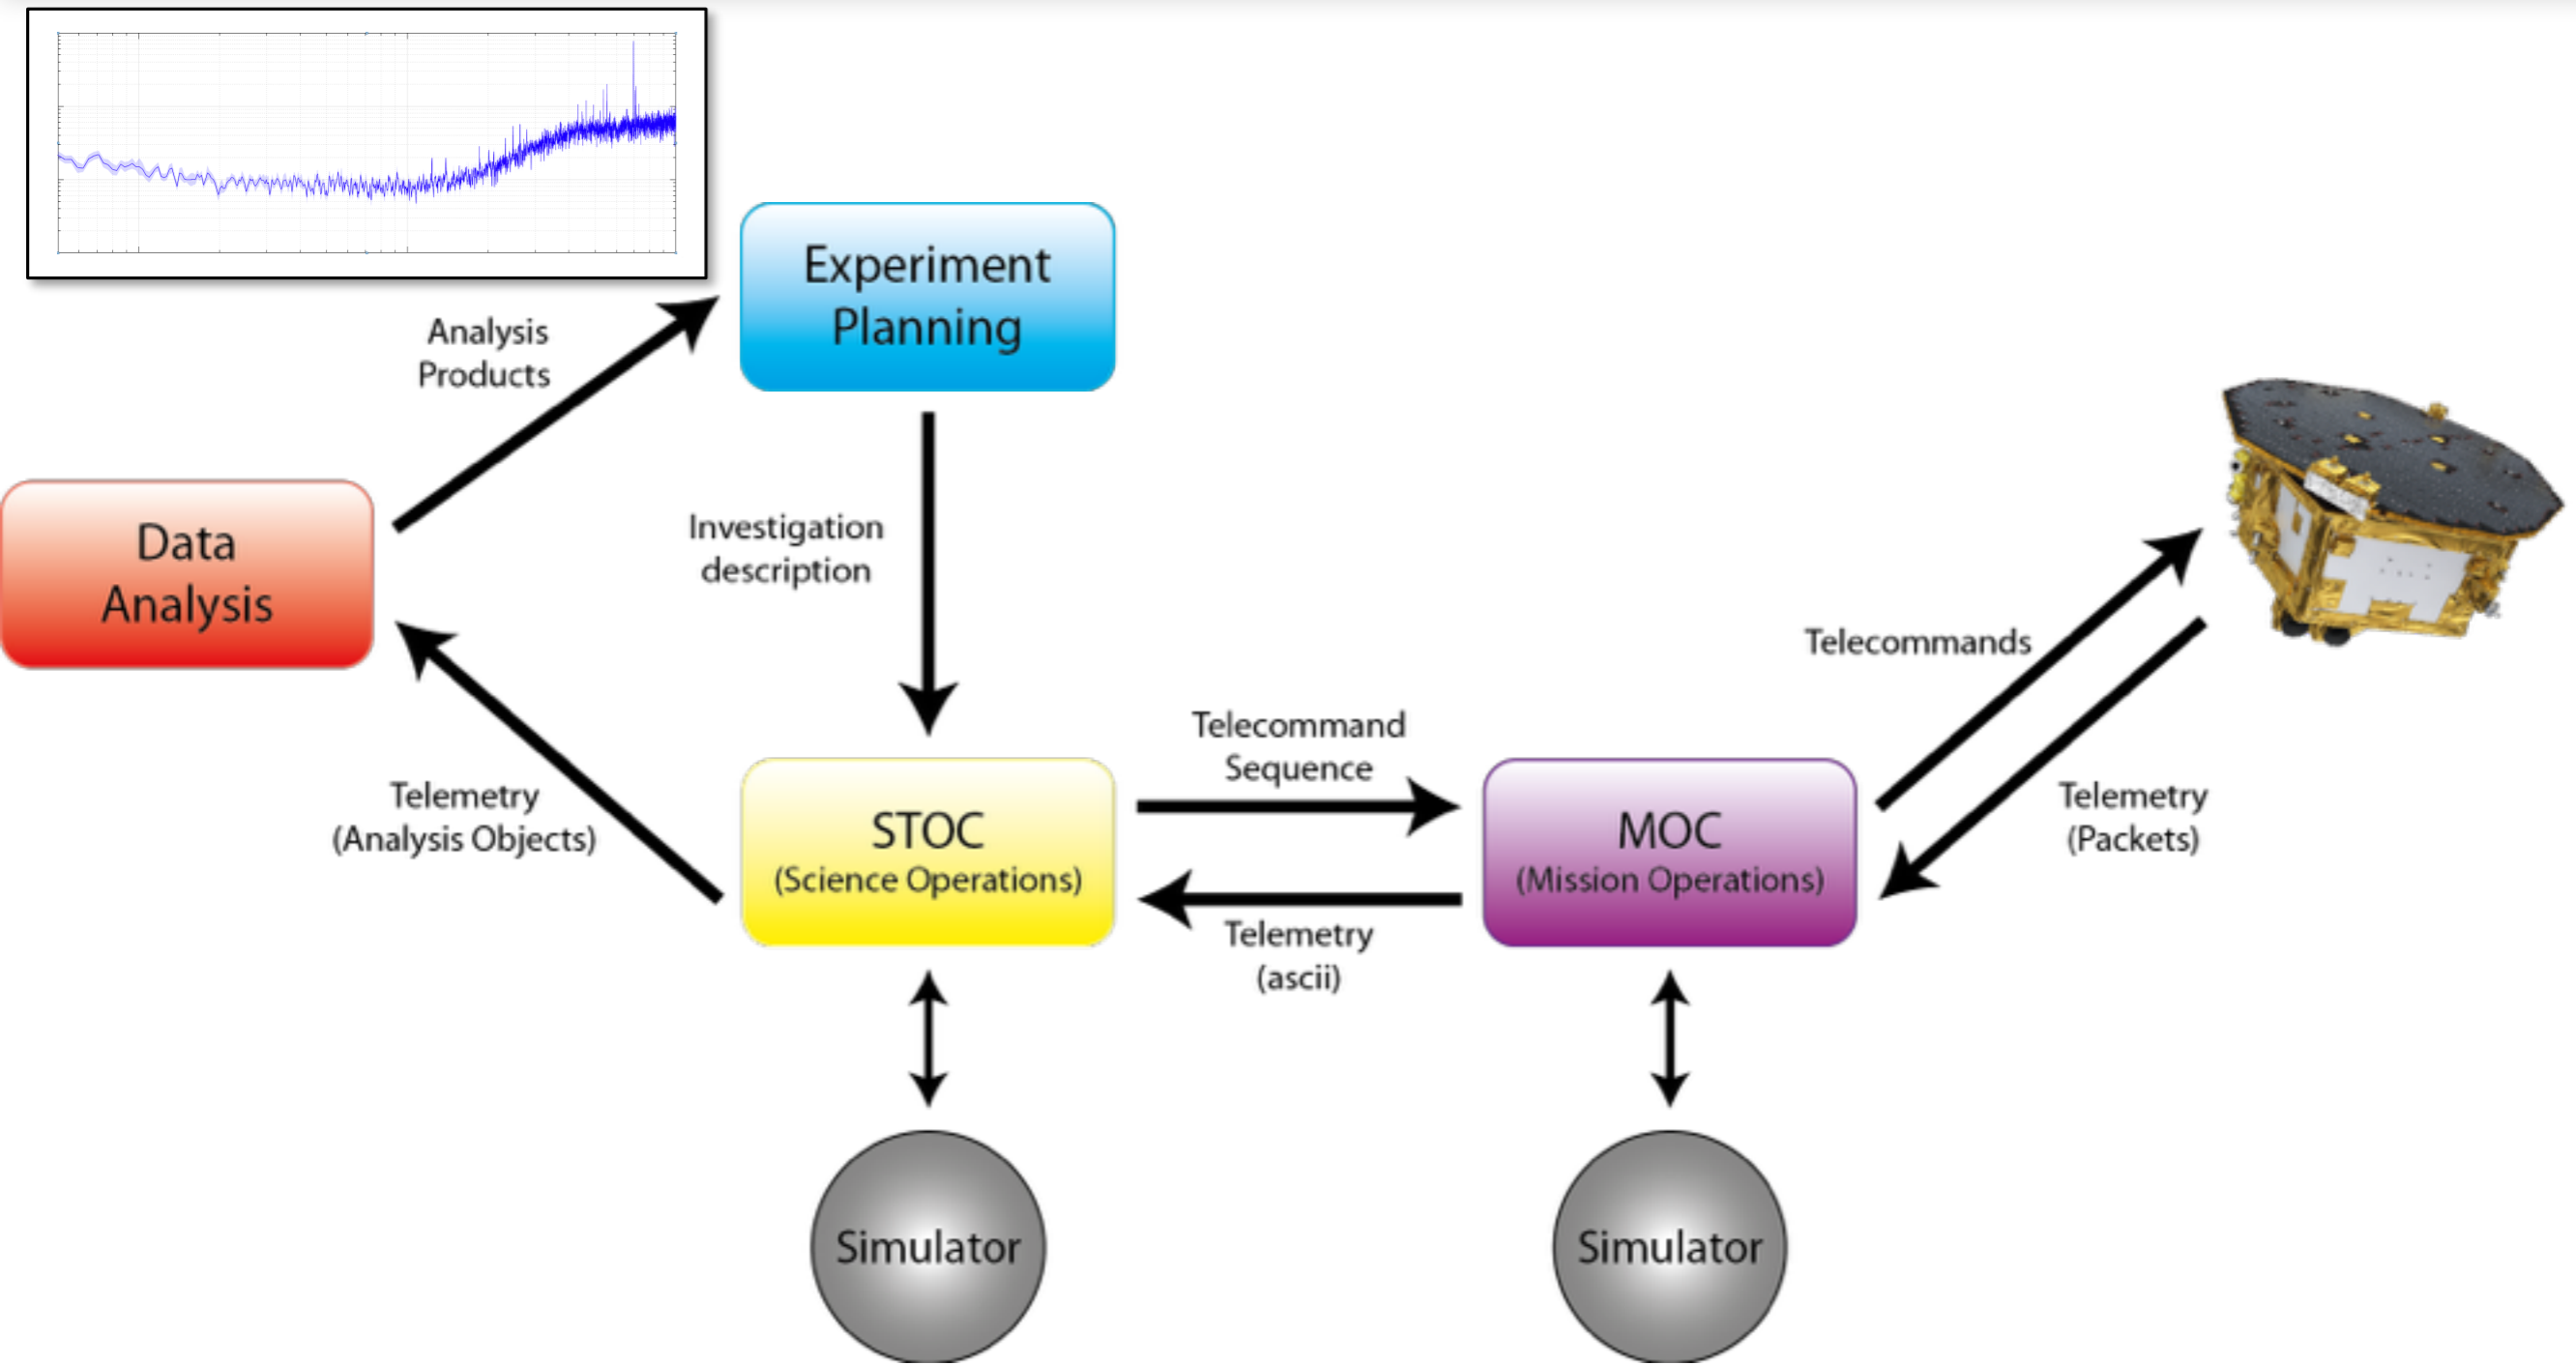 Experiment
Planning
Analysis
Products
Data
Analysis
Investigation
description
Telecommands
Telecommand
Sequence
Telemetry
(Analysis Objects)
STOC
(Science Operations)
MOC
(Mission Operations)
Telemetry
(Packets)
Telemetry
(ascii)
Simulator
Simulator